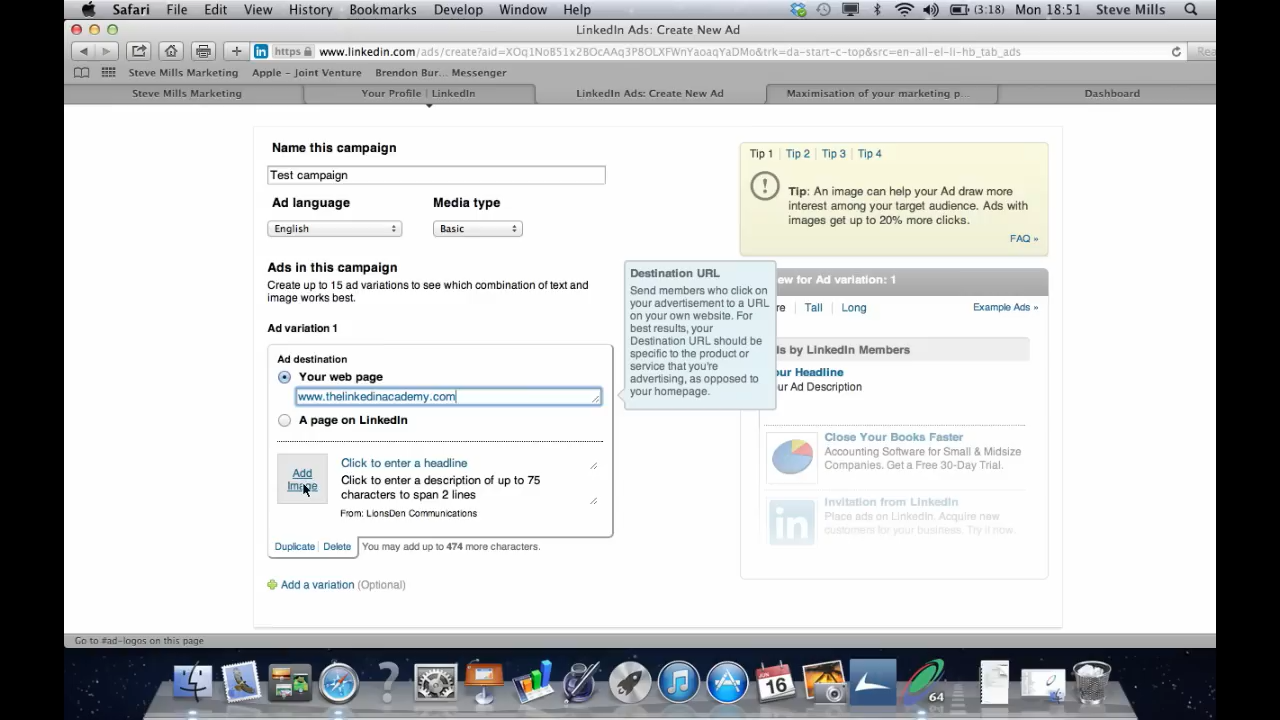 Safari File Edit View History Bookmarks Develop Window Help (3:18) Mon 18:51 Steve Mills
LinkedIn Ads: Create New Ad
https www.linkedin.com/ads/create?aid=XOq1NoB51x2BOcAAq3P8OLXFWnYaoaqYaDMo&trk=da-start-c-top&src=en-all-el-li-hb_tab_ads
Steve Mills Marketing Apple – Joint Venture Brendon Bur... Messenger
Steve Mills Marketing Your Profile | LinkedIn LinkedIn Ads: Create New Ad Maximisation of your marketing p... Dashboard
Name this campaign
Test campaign
Ad language Media type
English Basic
Ads in this campaign
Create up to 15 ad variations to see which combination of text and
image works best.
Ad variation 1
Ad destination
Your web page
www.thelinkedinacademy.com
A page on LinkedIn
Add
Image
Click to enter a headline
Click to enter a description of up to 75
characters to span 2 lines
From: LionsDen Communications
Duplicate | Delete You may add up to 474 more characters.
Add a variation (Optional)
Destination URL
Send members who click on
your advertisement to a URL
on your own website. For
best results, your
Destination URL should be
specific to the product or
service that you're
advertising, as opposed to
your homepage.
Tip 1 Tip 2 Tip 3 Tip 4
Tip: An image can help your Ad draw more
interest among your target audience. Ads with
images get up to 20% more clicks.
FAQ »
ew for Ad variation: 1
re Tall Long Example Ads »
ds by LinkedIn Members
our Headline
ur Ad Description
Close Your Books Faster
Accounting Software for Small & Midsize
Companies. Get a Free 30-Day Trial.
Invitation from LinkedIn
Place ads on LinkedIn. Acquire new
customers for your business. Try it now.
in
Go to #ad-logos on this page
JUN
16
64